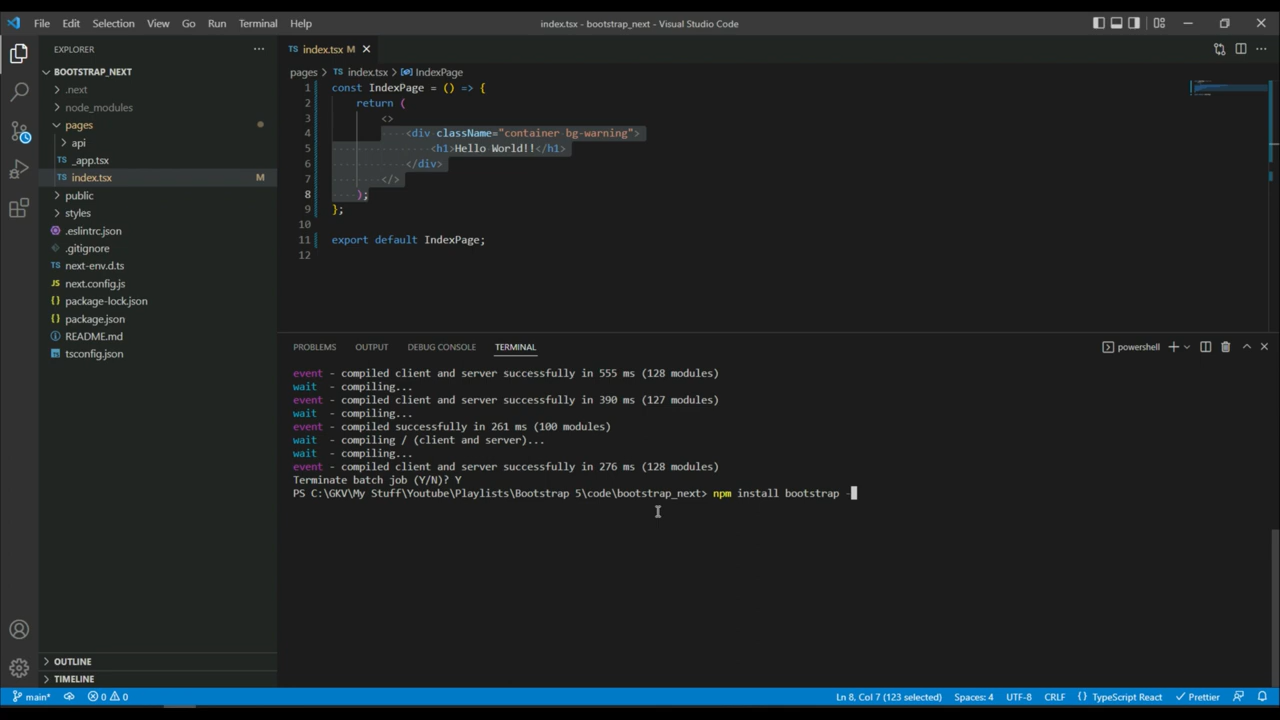 File Edit Selection View Go Run Terminal Help
index.tsx - bootstrap_next - Visual Studio Code
EXPLORER
BOOTSTRAP_NEXT
.next
node_modules
pages
api
_app.tsx
index.tsx M
public
styles
.eslintrc.json
.gitignore
TS next-env.d.ts
next.config.js
package-lock.json
package.json
README.md
tsconfig.json
OUTLINE
TIMELINE
TS index.tsx M
pages > TS index.tsx > IndexPage
1 const IndexPage = () => {
2 return (
3 <>
4 <div className="container bg-warning">
5 <h1>Hello World!!</h1>
6 </div>
7 </>
8 );
9 };
10
11 export default IndexPage;
12
PROBLEMS OUTPUT DEBUG CONSOLE TERMINAL
powershell
event - compiled client and server successfully in 555 ms (128 modules)
wait - compiling...
event - compiled client and server successfully in 390 ms (127 modules)
wait - compiling...
event - compiled successfully in 261 ms (100 modules)
wait - compiling / (client and server)...
wait - compiling...
event - compiled client and server successfully in 276 ms (128 modules)
Terminate batch job (Y/N)? Y
PS C:\GKV\My Stuff\Youtube\Playlists\Bootstrap 5\code\bootstrap_next> npm install bootstrap -
main* 0 0 Ln 8, Col 7 (123 selected) Spaces: 4 UTF-8 CRLF {} TypeScript React Prettier